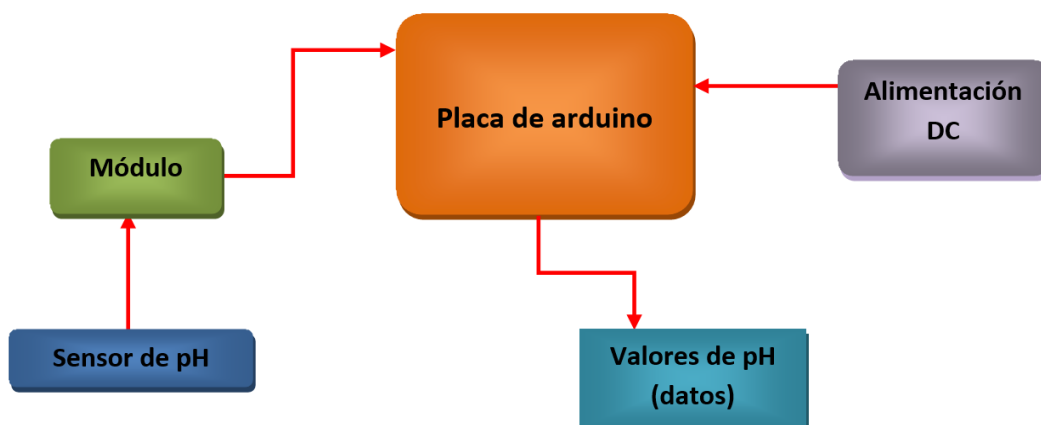 Placa de arduino
Alimentación
DC
Módulo
Sensor de pH
Valores de pH
(datos)